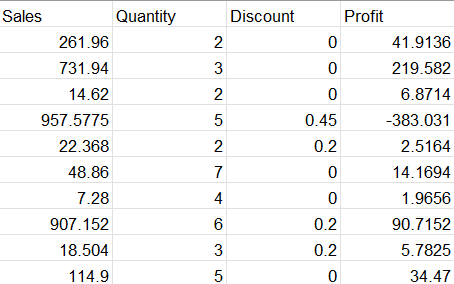 Sales Quantity Discount Profit
261.96 2 0 41.9136
731.94 3 0 219.582
14.62 2 0 6.8714
957.5775 5 0.45 -383.031
22.368 2 0.2 2.5164
48.86 7 0 14.1694
7.28 4 0 1.9656
907.152 6 0.2 90.7152
18.504 3 0.2 5.7825
114.9 5 0 34.47